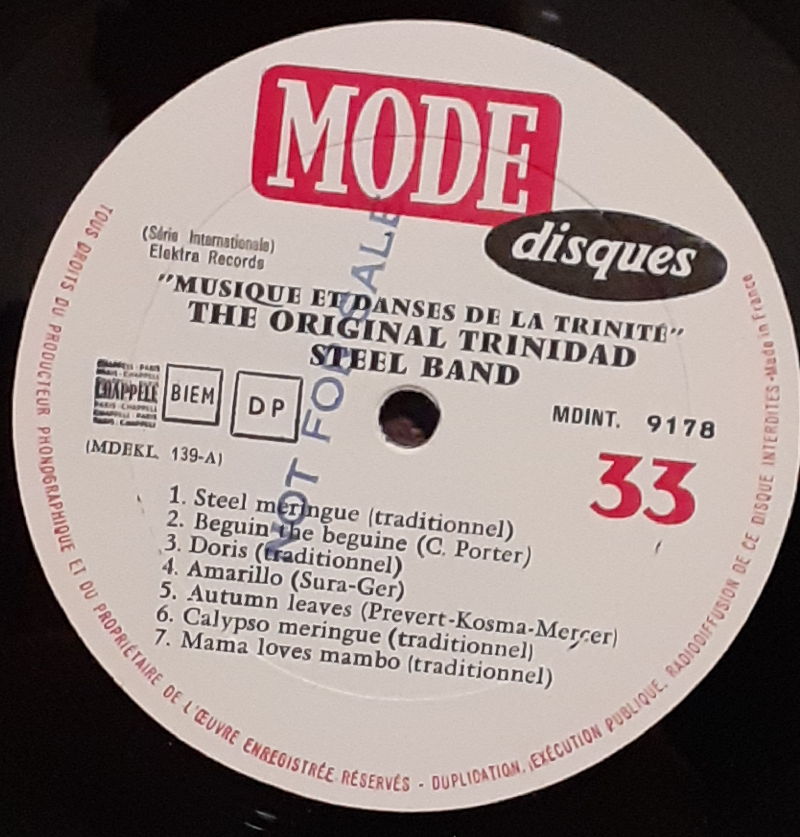 MODE
disques
(Série Internationale)
Elektra Records
"MUSIQUE ET DANSES DE LA TRINITÉ"
THE ORIGINAL TRINIDAD
STEEL BAND
CHAPPELL
BIEM
DP
MDINT. 9178
(MDEKL 139-A)
33
1. Steel meringue (traditionnel)
2. Beguin the beguine (C. Porter)
3. Doris (traditionnel)
4. Amarillo (Sura-Ger)
5. Autumn leaves (Prevert-Kosma-Mercer)
6. Calypso meringue (traditionnel)
7. Mama loves mambo (traditionnel)
NOT FOR SALE
TOUS DROITS DU PRODUCTEUR PHONOGRAPHIQUE ET DU PROPRIÉTAIRE DE L'ŒUVRE ENREGISTRÉE RÉSERVÉS - DUPLICATION, EXÉCUTION PUBLIQUE, RADIODIFFUSION DE CE DISQUE INTERDITES - Made in France